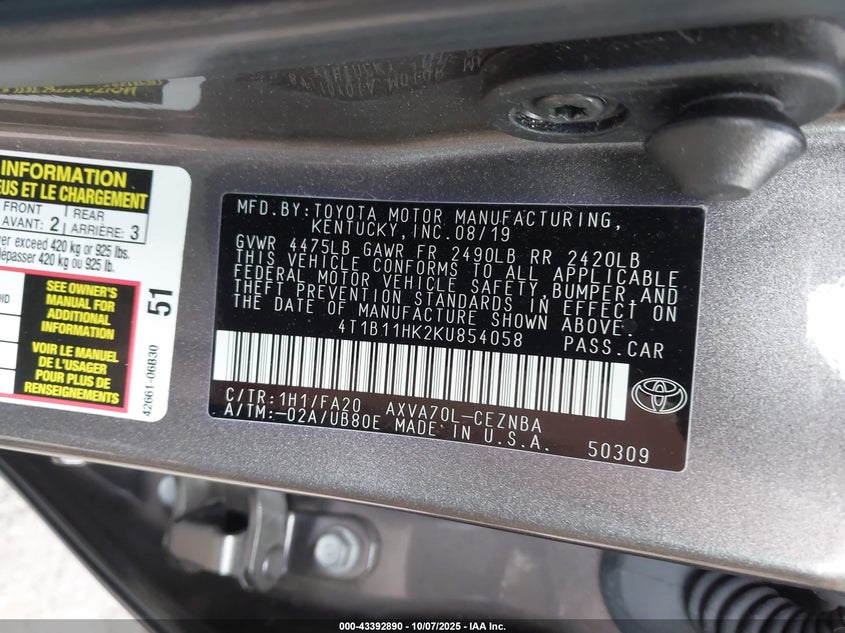 INFORMATION
EUS ET LE CHARGEMENT
FRONT
AVANT: 2
REAR
ARRIÈRE: 3
exceed 420 kg or 925 lbs.
dépasser 420 kg ou 925 lb.
SEE OWNER'S
MANUAL FOR
ADDITIONAL
INFORMATION
VOIR LE MANUEL
DE L'USAGER
POUR PLUS DE
RENSEIGNEMENTS
51
42661-06B30
MFD.BY:TOYOTA MOTOR MANUFACTURING,
KENTUCKY,INC.08/19
GVWR 4475LB GAWR FR 2490LB RR 2420LB
THIS VEHICLE CONFORMS TO ALL APPLICABLE
FEDERAL MOTOR VEHICLE SAFETY,BUMPER,AND
THEFT PREVENTION STANDARDS IN EFFECT ON
THE DATE OF MANUFACTURE SHOWN ABOVE.
4T1B11HK2KU854058 PASS.CAR
C/TR:1H1/FA20 AXVA70L-CEZNBA
A/TM:-02A/UB80E MADE IN U.S.A.
50309
000-43392890 - 10/07/2025 - IAA Inc.